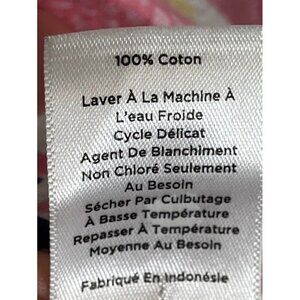 100% Coton
Laver À La Machine À
L'eau Froide
Cycle Délicat
Agent De Blanchiment
Non Chloré Seulement
Au Besoin
Sécher Par Culbutage
À Basse Température
Repasser À Température
Moyenne Au Besoin
Fabriqué En Indonésie